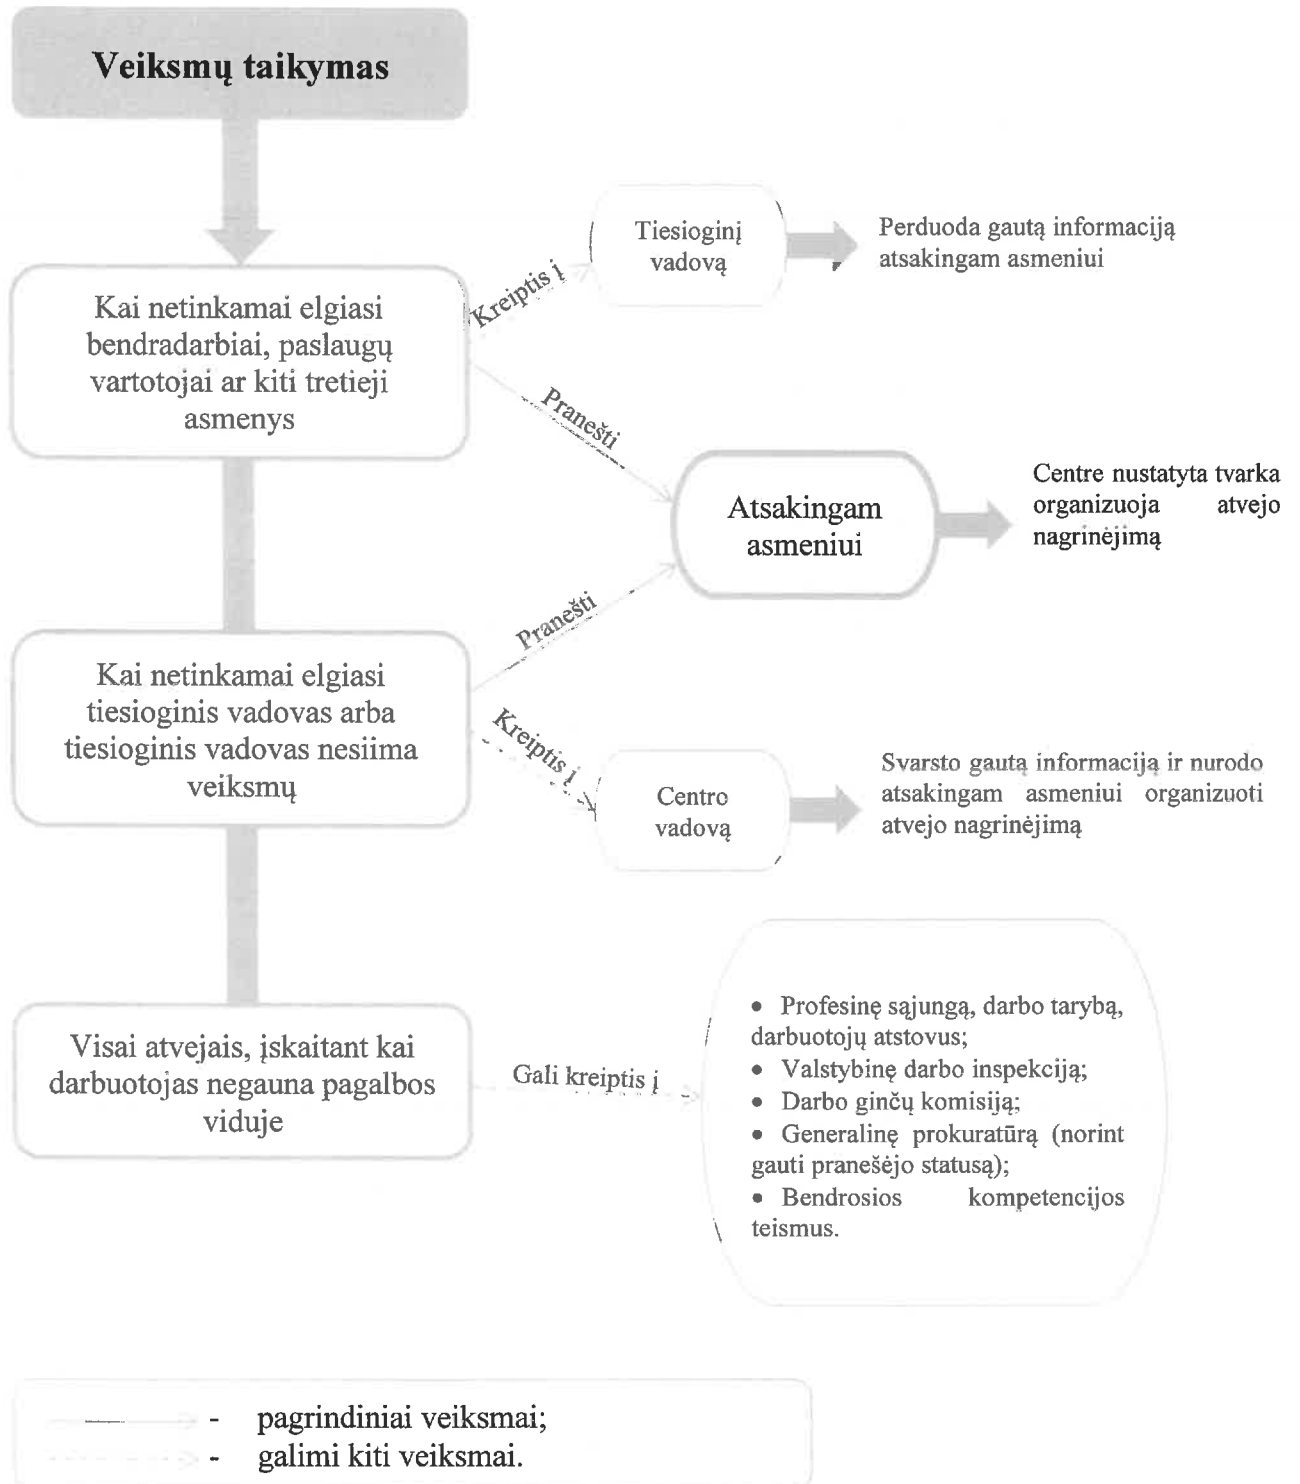 Veiksmų taikymas
Kai netinkamai elgiasi
bendradarbiai, paslaugų
vartotojai ar kiti tretieji
asmenys
Kreiptis į
Tiesioginį
vadovą
Perduoda gautą informaciją
atsakingam asmeniui
Pranešti
Atsakingam
asmeniui
Centre nustatyta tvarka
organizuoja atvejo
nagrinėjimą
Kai netinkamai elgiasi
tiesioginis vadovas arba
tiesioginis vadovas nesiima
veiksmų
Pranešti
Kreiptis į
Centro
vadovą
Svarsto gautą informaciją ir nurodo
atsakingam asmeniui organizuoti
atvejo nagrinėjimą
Visai atvejais, įskaitant kai
darbuotojas negauna pagalbos
viduje
Gali kreiptis į
• Profesinę sąjungą, darbo tarybą,
darbuotojų atstovus;
• Valstybinę darbo inspekciją;
• Darbo ginčų komisiją;
• Generalinę prokuratūrą (norint
gauti pranešėjo statusą);
• Bendrosios kompetencijos
teismus.
- pagrindiniai veiksmai;
- galimi kiti veiksmai.